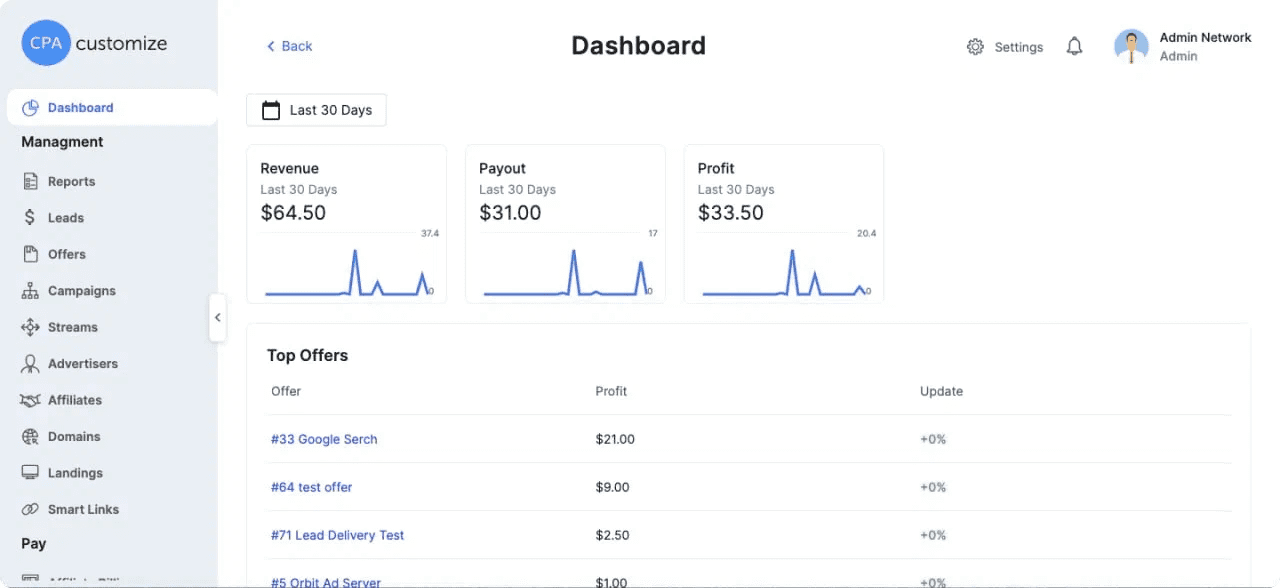 CPA customize
Back
Dashboard
Settings
Admin Network
Admin
Dashboard
Managment
Reports
Leads
Offers
Campaigns
Streams
Advertisers
Affiliates
Domains
Landings
Smart Links
Pay
Last 30 Days
Revenue
Last 30 Days
$64.50
37.4
0
Payout
Last 30 Days
$31.00
17
0
Profit
Last 30 Days
$33.50
20.4
0
Top Offers
Offer Profit Update
#33 Google Serch $21.00 +0%
#64 test offer $9.00 +0%
#71 Lead Delivery Test $2.50 +0%
#5 Orbit Ad Server $1.00 +0%